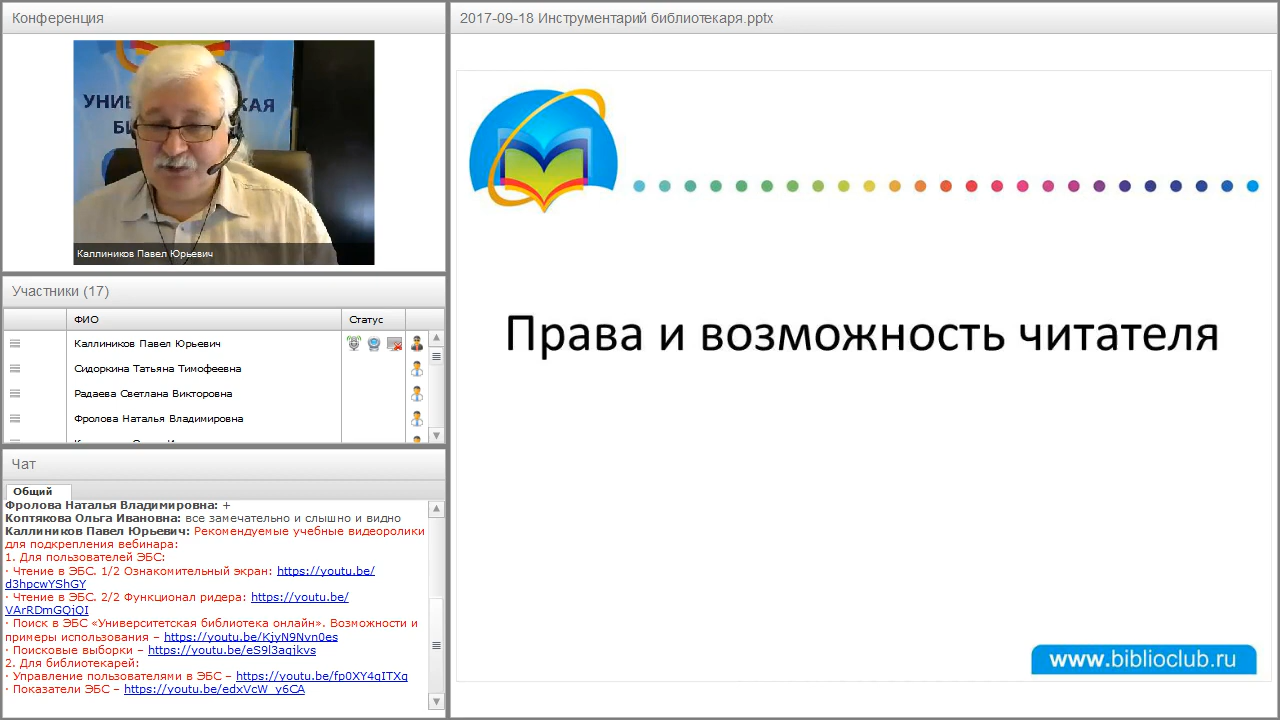 Конференция
УНИВЕ
КАЯ
Каллиников Павел Юрьевич
Участники (17)
ФИО
Статус
Каллиников Павел Юрьевич
Сидоркина Татьяна Тимофеевна
Радаева Светлана Викторовна
Фролова Наталья Владимировна
Чат
Общий
Фролова Наталья Владимировна: +
Коптякова Ольга Ивановна: все замечательно и слышно и видно
Каллиников Павел Юрьевич: Рекомендуемые учебные видеоролики
для подкрепления вебинара:
1. Для пользователей ЭБС:
· Чтение в ЭБС. 1/2 Ознакомительный экран: https://youtu.be/
d3hpcwYShGY
· Чтение в ЭБС. 2/2 Функционал ридера: https://youtu.be/
VArRDmGQjQI
· Поиск в ЭБС «Университетская библиотека онлайн». Возможности и
примеры использования – https://youtu.be/KjyN9Nvn0es
· Поисковые выборки – https://youtu.be/eS9l3aqjkvs
2. Для библиотекарей:
· Управление пользователями в ЭБС – https://youtu.be/fp0XY4qITXg
· Показатели ЭБС – https://youtu.be/edxVcW_y6CA
2017-09-18 Инструментарий библиотекаря.pptx
Права и возможность читателя
www.biblioclub.ru